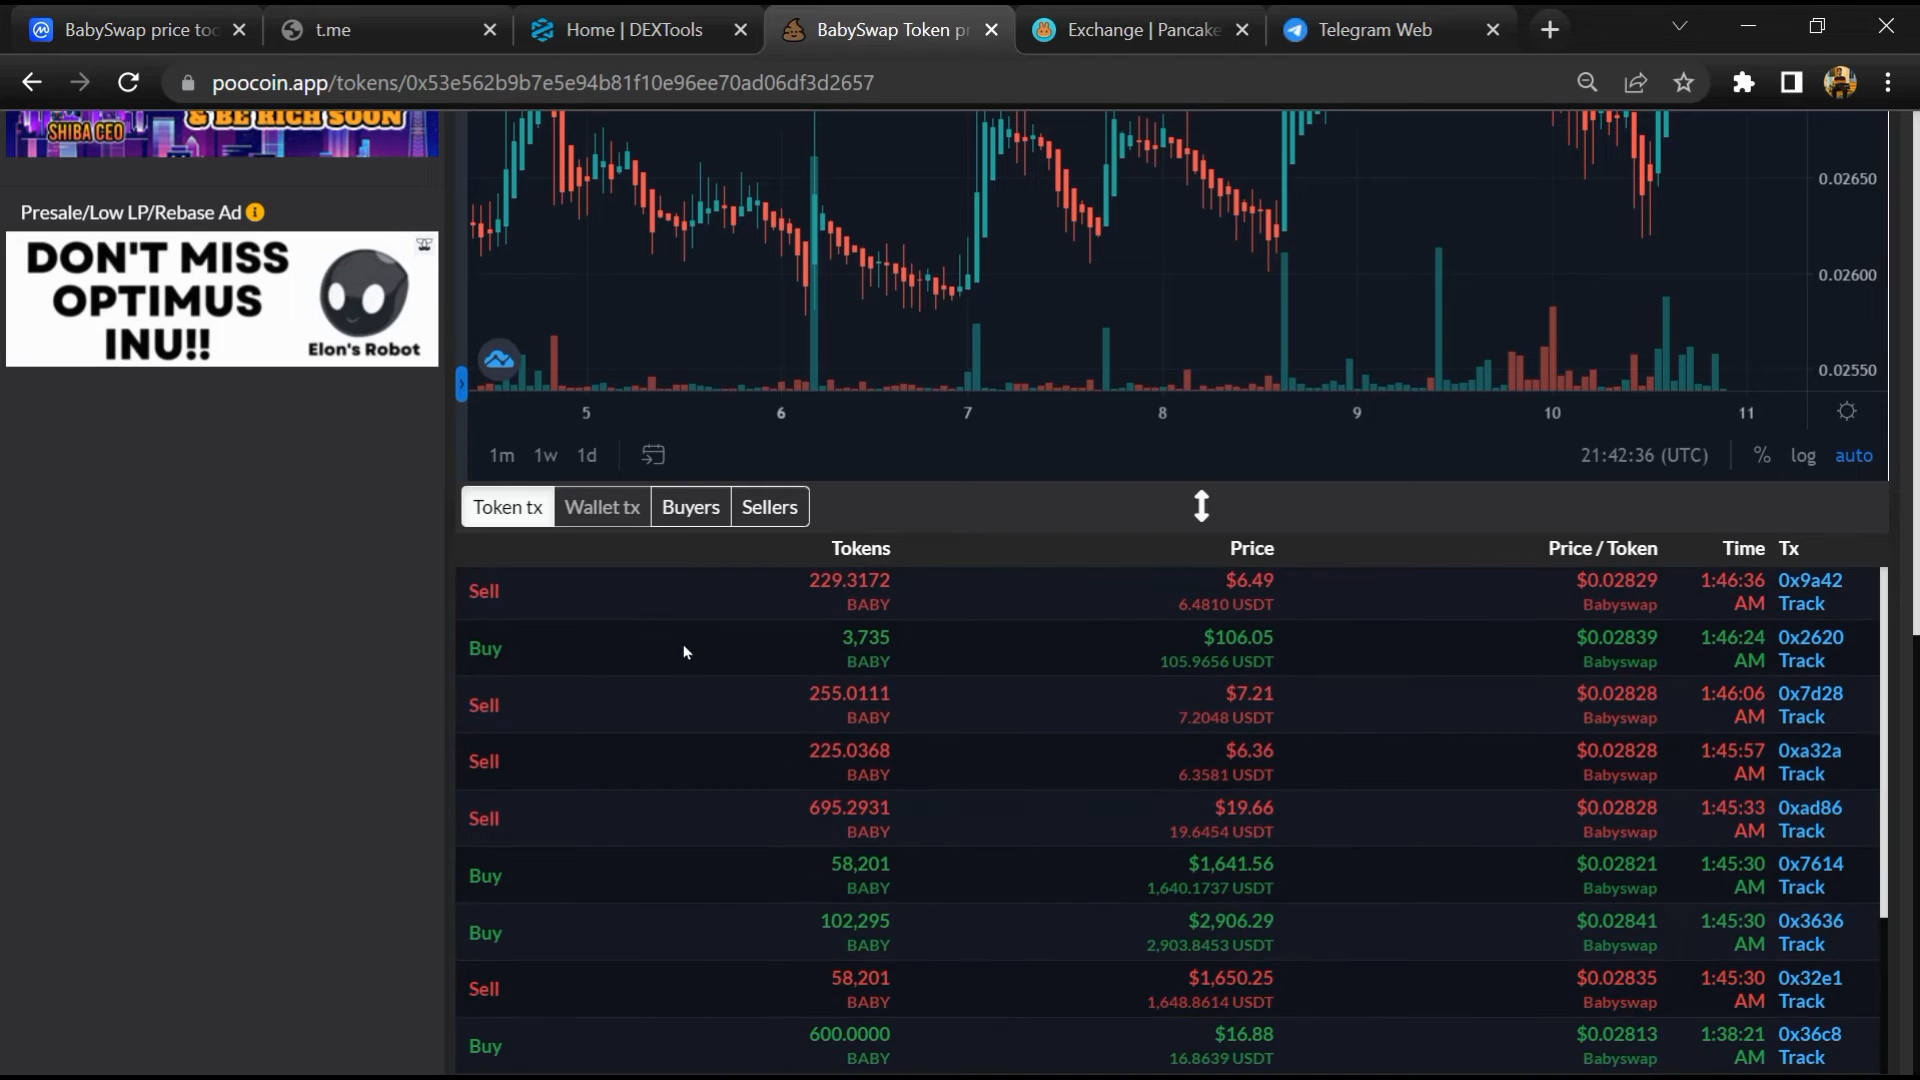 BabySwap price too
t.me
Home | DEXTools
BabySwap Token pr
Exchange | Pancake
Telegram Web
poocoin.app/tokens/0x53e562b9b7e5e94b81f10e96ee70ad06df3d2657
SHIBA CEO
& BE RICH SOON
Presale/Low LP/Rebase Ad
DON'T MISS
OPTIMUS
INU!!
Elon's Robot
0.02650
0.02600
0.02550
5 6 7 8 9 10 11
1m 1w 1d 21:42:36 (UTC) % log auto
Token tx Wallet tx Buyers Sellers
Tokens Price Price / Token Time Tx
Sell 229.3172 $6.49 $0.02829 1:46:36 0x9a42
BABY 6.4810 USDT Babyswap AM Track
Buy 3,735 $106.05 $0.02839 1:46:24 0x2620
BABY 105.9656 USDT Babyswap AM Track
Sell 255.0111 $7.21 $0.02828 1:46:06 0x7d28
BABY 7.2048 USDT Babyswap AM Track
Sell 225.0368 $6.36 $0.02828 1:45:57 0xa32a
BABY 6.3581 USDT Babyswap AM Track
Sell 695.2931 $19.66 $0.02828 1:45:33 0xad86
BABY 19.6454 USDT Babyswap AM Track
Buy 58,201 $1,641.56 $0.02821 1:45:30 0x7614
BABY 1,640.1737 USDT Babyswap AM Track
Buy 102,295 $2,906.29 $0.02841 1:45:30 0x3636
BABY 2,903.8453 USDT Babyswap AM Track
Sell 58,201 $1,650.25 $0.02835 1:45:30 0x32e1
BABY 1,648.8614 USDT Babyswap AM Track
Buy 600.0000 $16.88 $0.02813 1:38:21 0x36c8
BABY 16.8639 USDT Babyswap AM Track